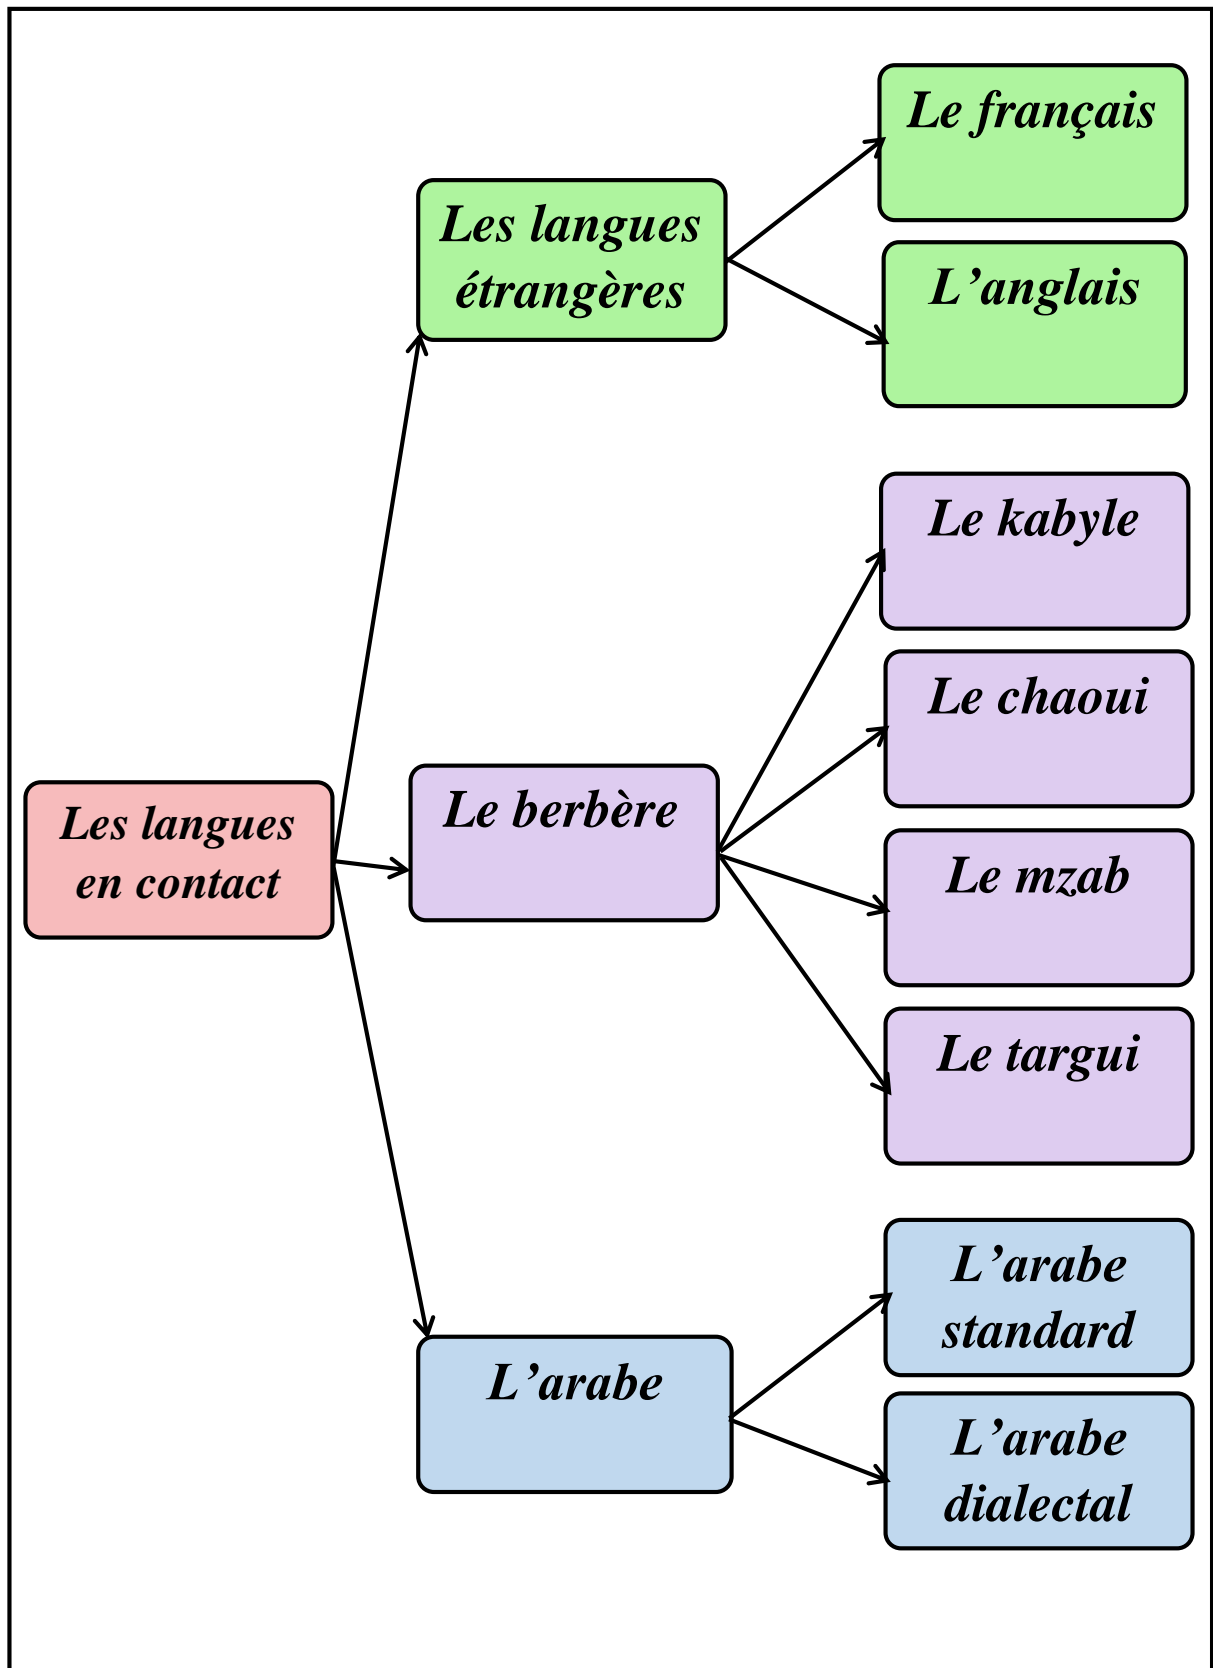 Le français
Les langues
étrangères
L’anglais
Le kabyle
Le chaoui
Les langues
en contact
Le berbère
Le mzab
Le targui
L’arabe
standard
L’arabe
L’arabe
dialectal